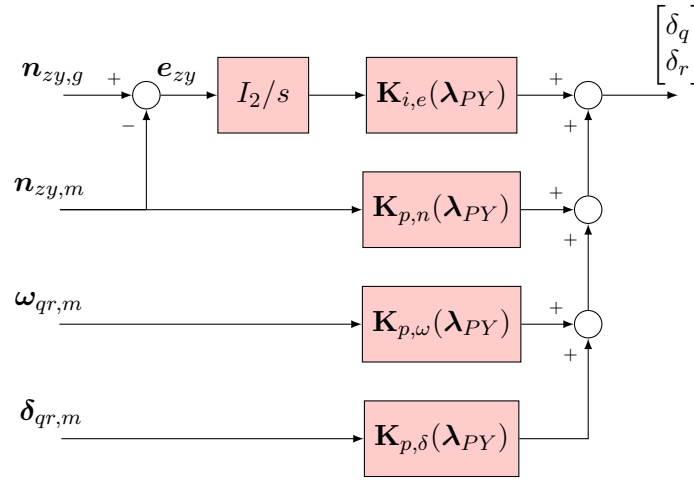 [δ_q
δ_r]
n_{zy,g} + e_{zy} I_2/s K_{i,e}(λ_{PY}) +
− +
n_{zy,m} K_{p,n}(λ_{PY}) +
+
ω_{qr,m} K_{p,ω}(λ_{PY}) +
+
δ_{qr,m} K_{p,δ}(λ_{PY})